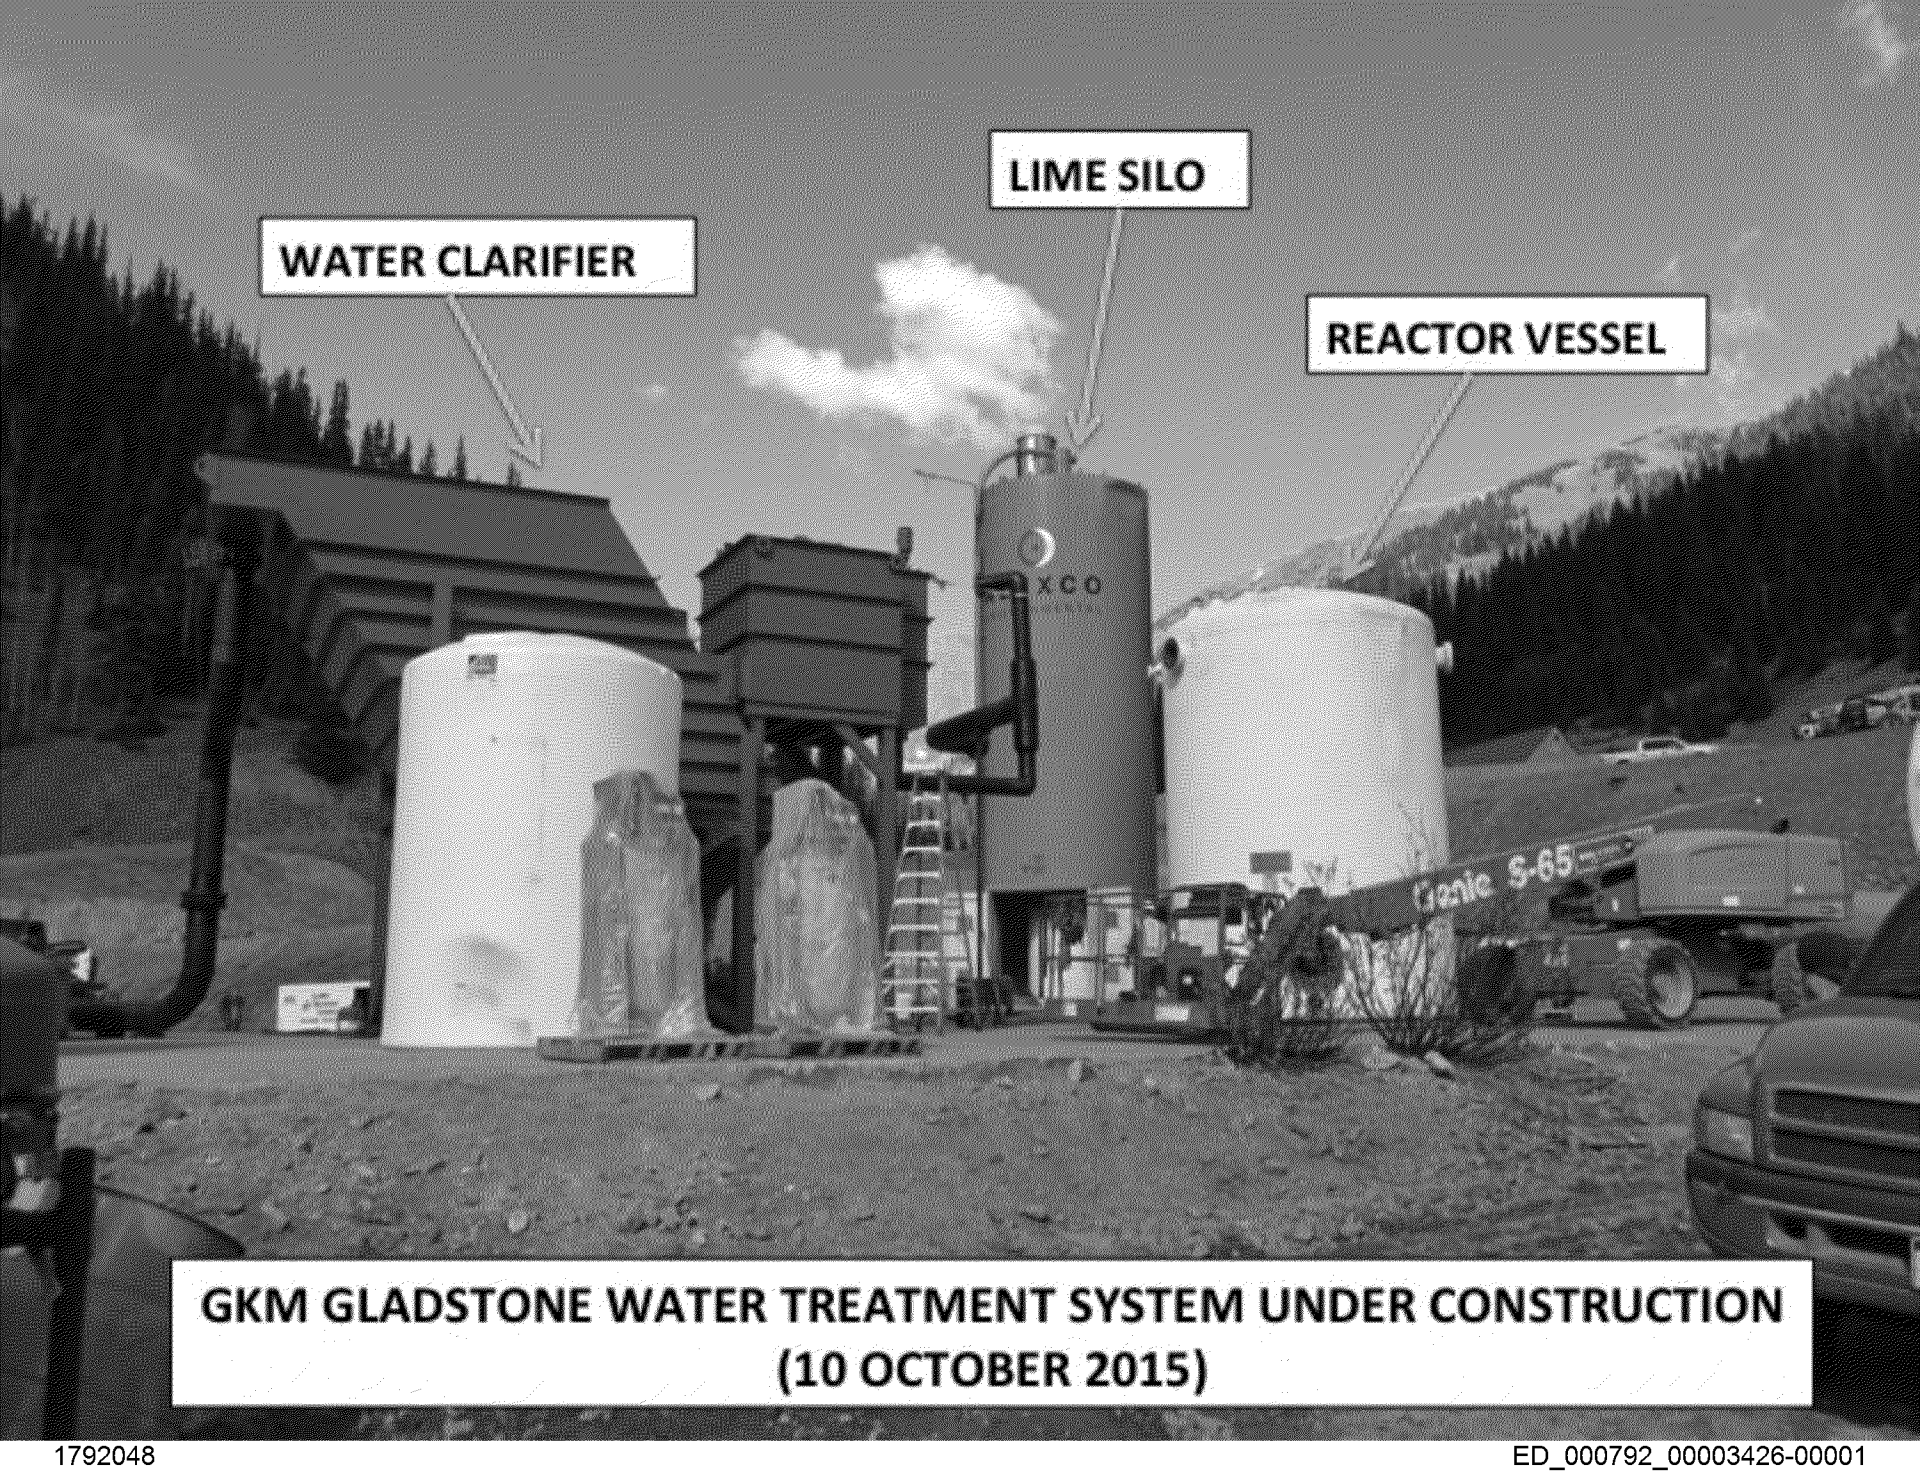 LIME SILO
WATER CLARIFIER
REACTOR VESSEL
XCO
Genie S-65
GKM GLADSTONE WATER TREATMENT SYSTEM UNDER CONSTRUCTION
(10 OCTOBER 2015)
1792048
ED_000792_00003426-00001